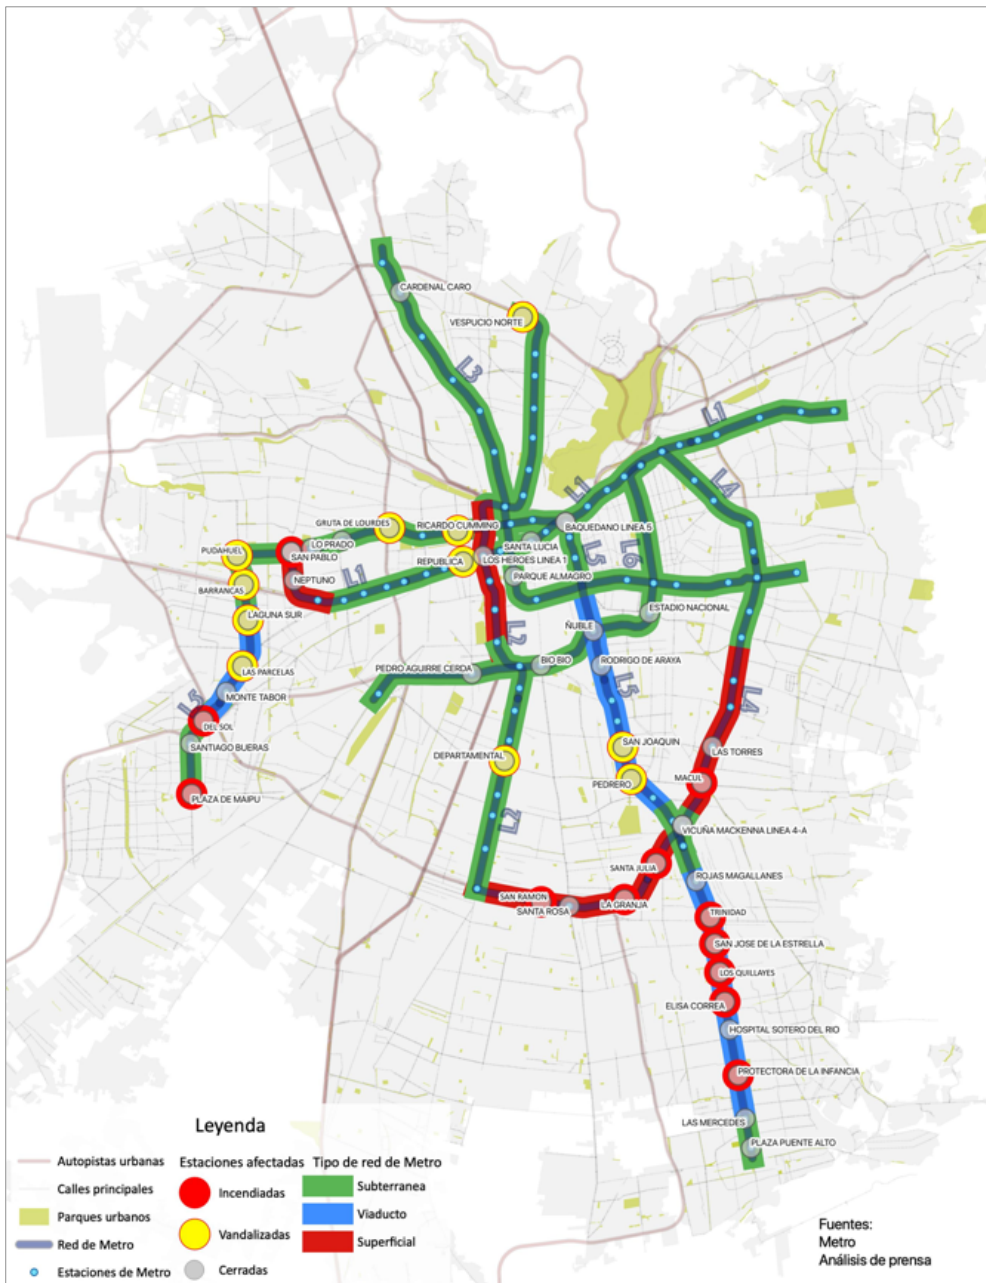 CARDENAL CARO
VESPUCIO NORTE
L3
L1
L4
GRUTA DE LOURDES
RICARDO CUMMING
L1
BAQUEDANO LINEA 5
LO PRADO
SANTA LUCIA
L5
L6
PUDAHUEL
SAN PABLO
REPUBLICA
LOS HEROES LINEA 1
NEPTUNO
L1
PARQUE ALMAGRO
BARRANCAS
LAGUNA SUR
ESTADIO NACIONAL
ÑUBLE
L2
LAS PARCELAS
PEDRO AGUIRRE CERDA
BIO BIO
RODRIGO DE ARAYA
MONTE TABOR
L5
L4
L5
DEL SOL
SANTIAGO BUERAS
SAN JOAQUIN
LAS TORRES
DEPARTAMENTAL
PEDRERO
MACUL
PLAZA DE MAIPU
L2
VICUÑA MACKENNA LINEA 4-A
SANTA JULIA
ROJAS MAGALLANES
SAN RAMON
LA GRANJA
SANTA ROSA
TRINIDAD
SAN JOSE DE LA ESTRELLA
LOS QUILLAYES
ELISA CORREA
HOSPITAL SOTERO DEL RIO
PROTECTORA DE LA INFANCIA
LAS MERCEDES
PLAZA PUENTE ALTO
Leyenda
Autopistas urbanas
Calles principales
Parques urbanos
Red de Metro
Estaciones de Metro
Estaciones afectadas
Incendiadas
Vandalizadas
Cerradas
Tipo de red de Metro
Subterranea
Viaducto
Superficial
Fuentes:
Metro
Análisis de prensa